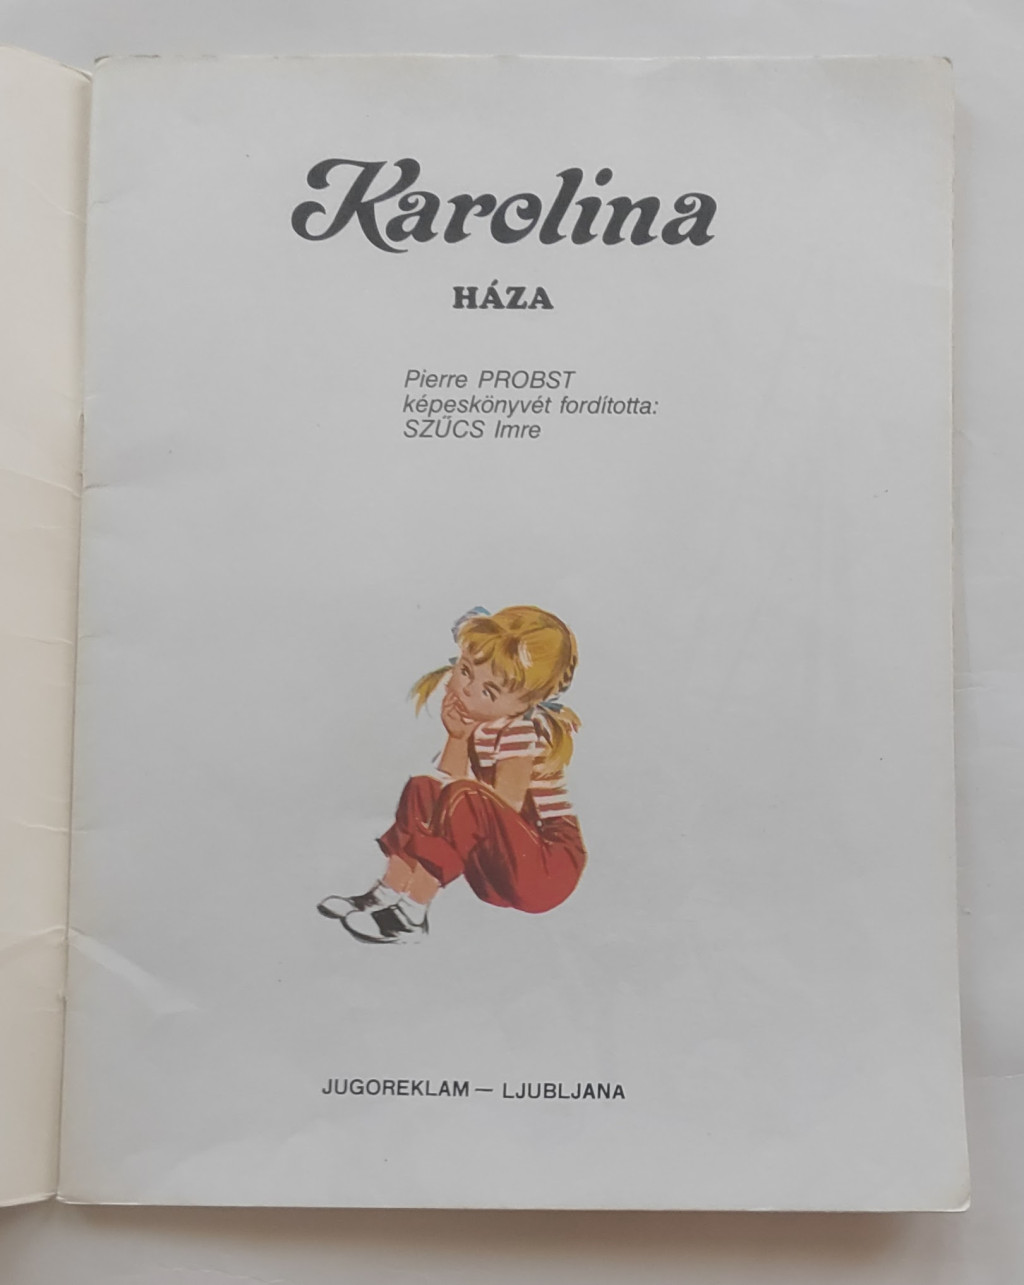 Karolina
HÁZA
Pierre PROBST
képeskönyvét fordította:
SZŰCS Imre
JUGOREKLAM — LJUBLJANA